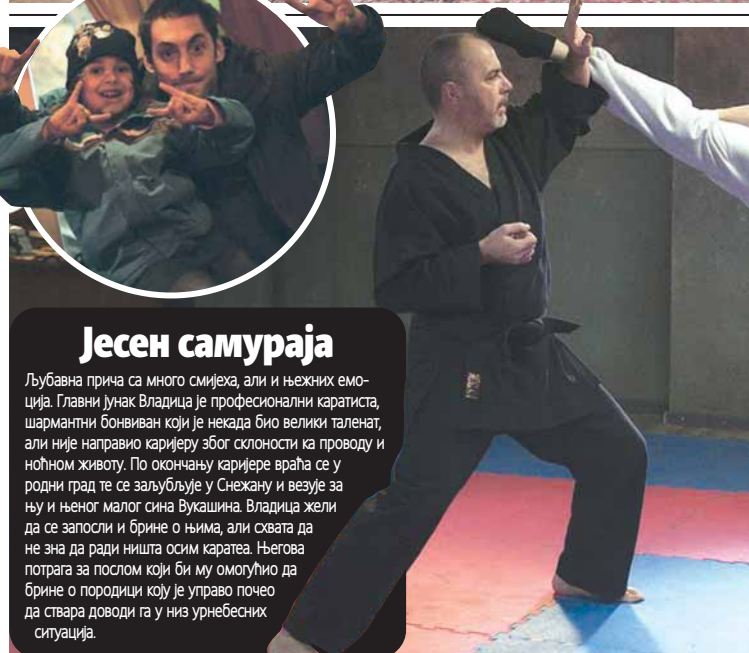 Јесен самураја
Љубавна прича са много смијеха, али и њежних емо-
ција. Главни јунак Владица је професионални каратиста,
шармантни бонвиван који је некада био велики таленат,
али није направио каријеру због склоности ка проводу и
ноћном животу. По окончању каријере враћа се у
родни град те се заљубљује у Снежану и везује за
њу и њеног малог сина Вукашина. Владица жели
да се запосли и брине о њима, али схвата да
не зна да ради ништа осим каратеа. Његова
потрага за послом који би му омогућио да
брине о породици коју је управо почео
да ствара доводи га у низ урнебесних
ситуација.